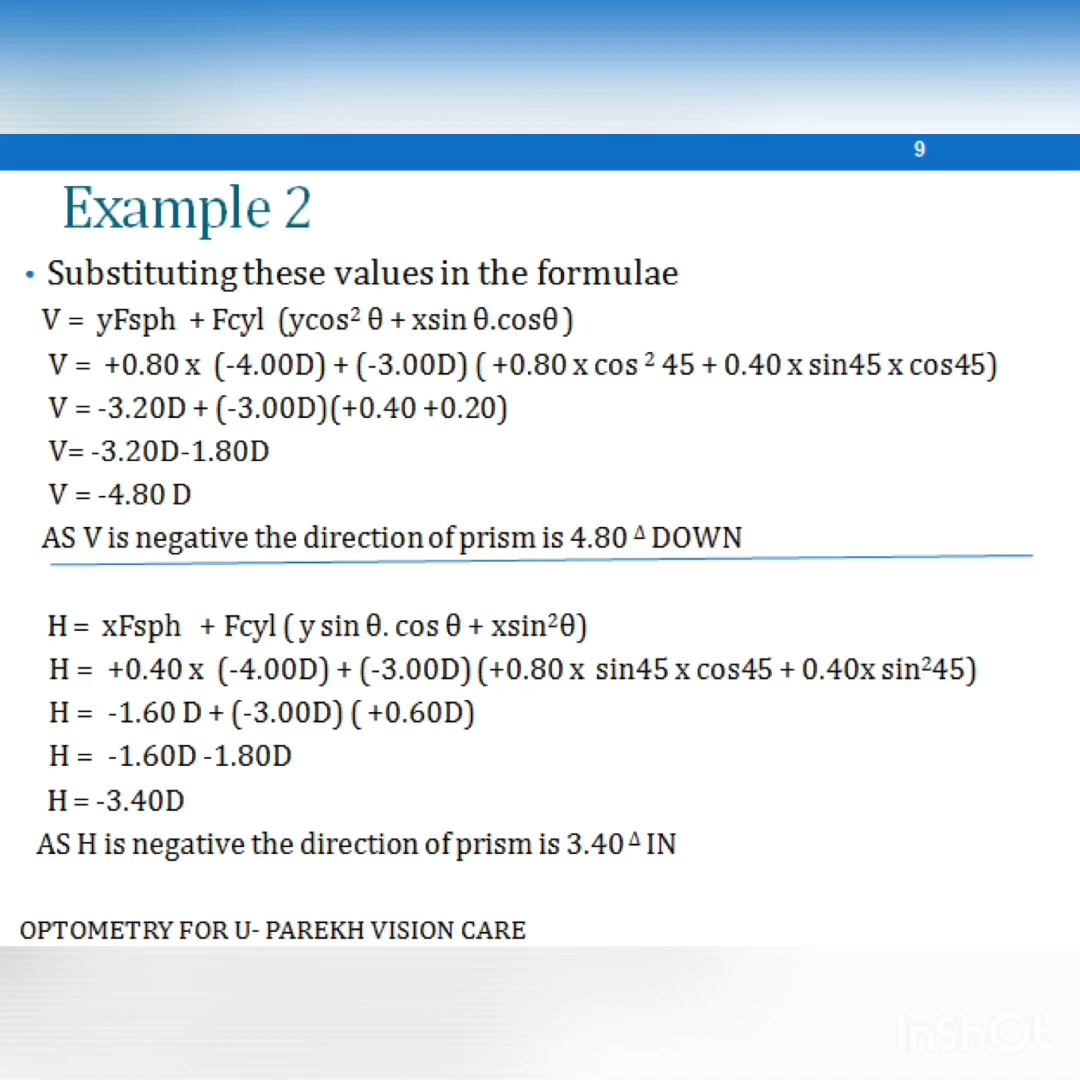 9
Example 2
• Substituting these values in the formulae
V = yFsph + Fcyl (ycos² θ + xsin θ.cosθ)
V = +0.80 x (-4.00D) + (-3.00D) ( +0.80 x cos ² 45 + 0.40 x sin45 x cos45)
V = -3.20D + (-3.00D)(+0.40 +0.20)
V= -3.20D-1.80D
V = -4.80 D
AS V is negative the direction of prism is 4.80 ᐞ DOWN
H = xFsph + Fcyl ( y sin θ. cos θ + xsin²θ)
H = +0.40 x (-4.00D) + (-3.00D) (+0.80 x sin45 x cos45 + 0.40x sin²45)
H = -1.60 D + (-3.00D) ( +0.60D)
H = -1.60D -1.80D
H = -3.40D
AS H is negative the direction of prism is 3.40 ᐞ IN
OPTOMETRY FOR U- PAREKH VISION CARE
InShOt